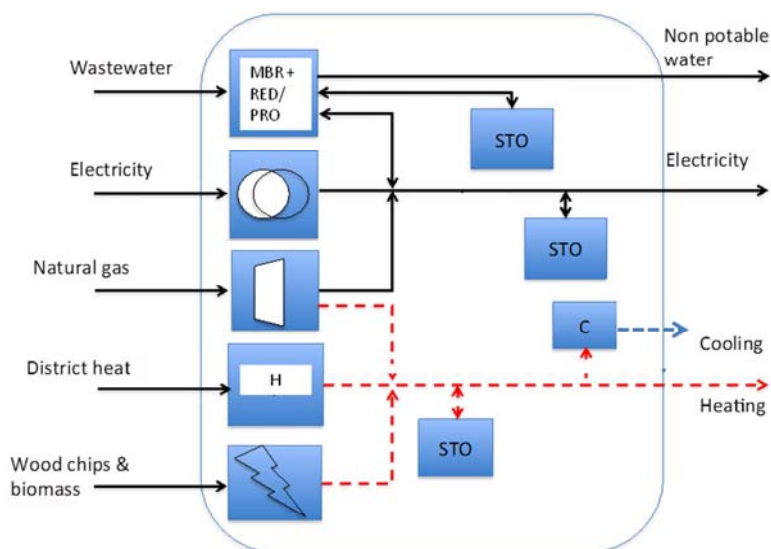 Wastewater
MBR +
RED/
PRO
Non potable
water
STO
Electricity
Electricity
STO
Natural gas
C
Cooling
District heat
H
Heating
STO
Wood chips &
biomass